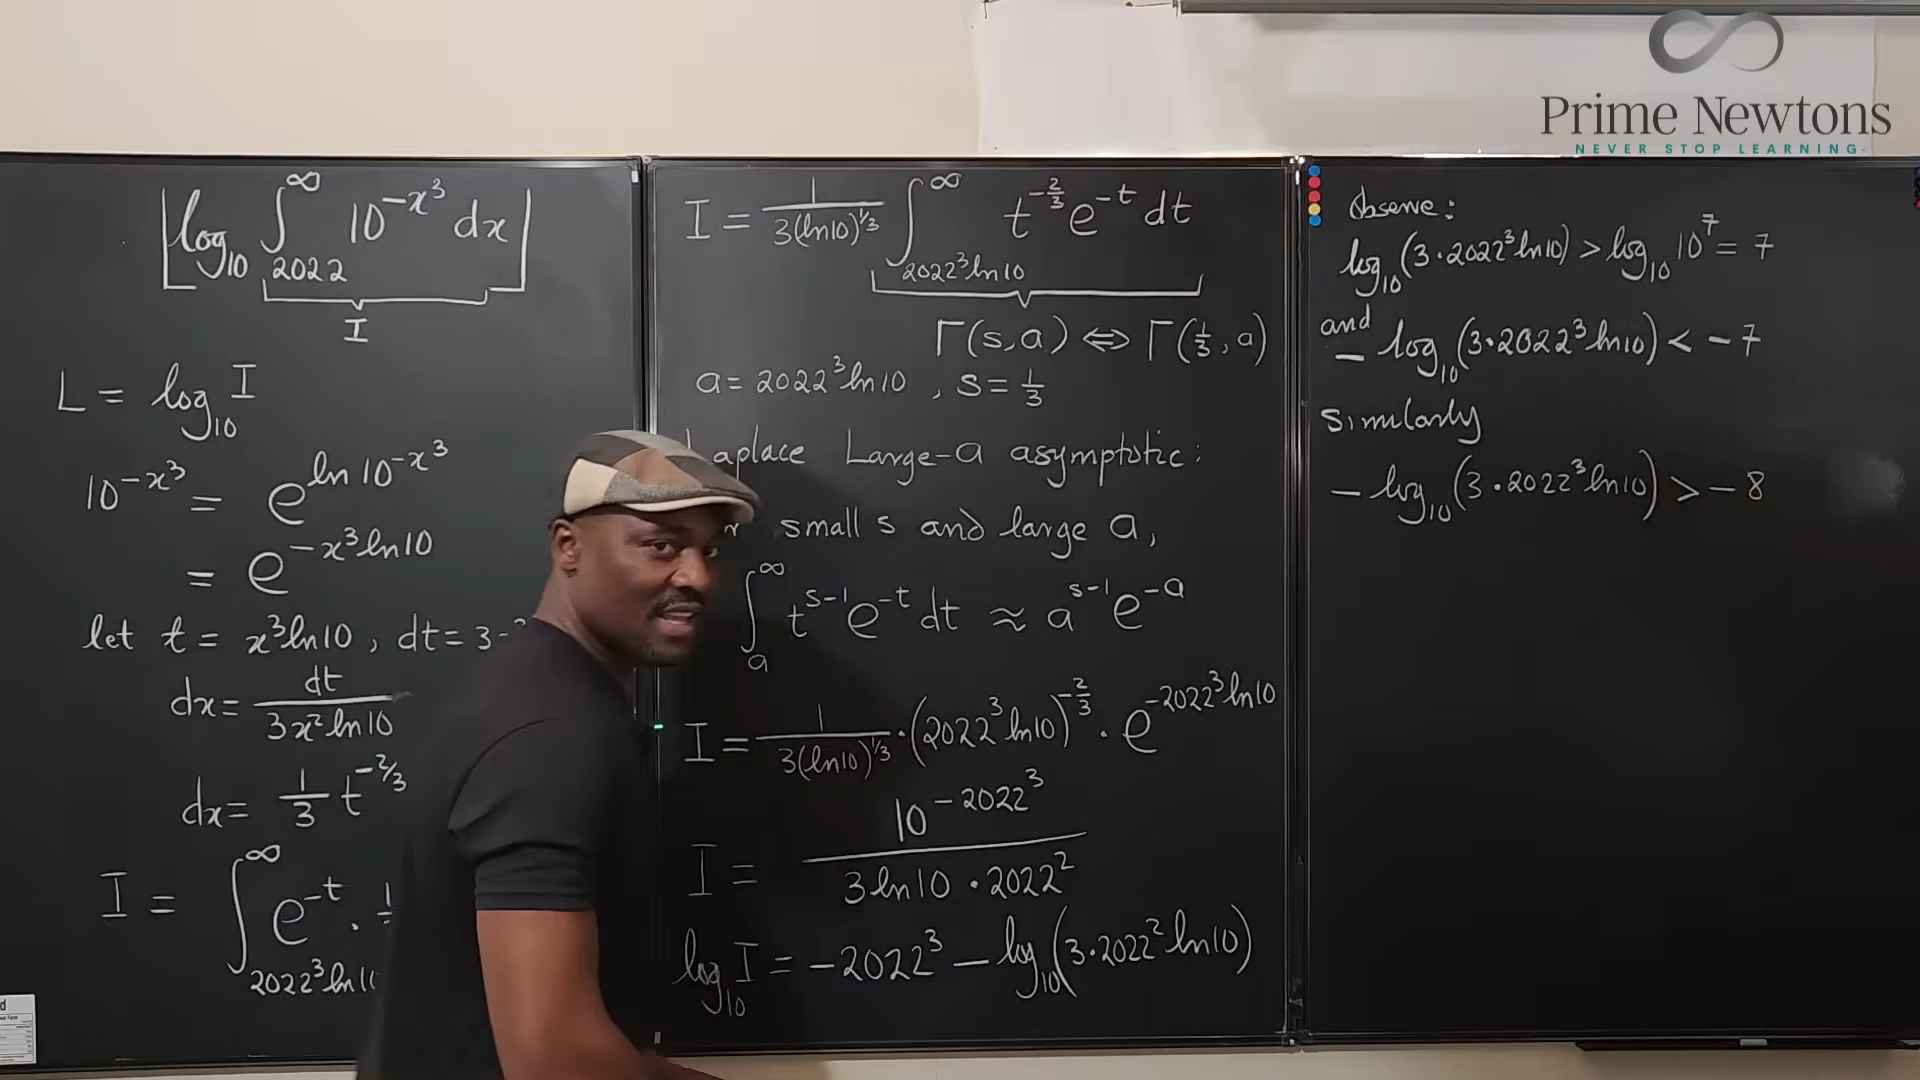 Prime Newtons
NEVER STOP LEARNING
⌊log₁₀ ∫₂₀₂₂^∞ 10^(-x³) dx⌋
I
L = log₁₀ I
10^(-x³) = e^(ln 10^(-x³))
= e^(-x³ ln10)
let t = x³ln10, dt = 3
dx = dt / (3x² ln10)
dx = 1/3 t^(-2/3)
I = ∫_(2022³ln10)^∞ e^(-t) ·
I = 1/(3(ln10)^(1/3)) ∫_(2022³ln10)^∞ t^(-2/3) e^(-t) dt
Γ(s,a) ⇔ Γ(1/3, a)
a = 2022³ln10, s = 1/3
Large-a asymptotic:
small s and large a,
∫_a^∞ t^(s-1) e^(-t) dt ≈ a^(s-1) e^(-a)
I = 1/(3(ln10)^(1/3)) · (2022³ln10)^(-2/3) · e^(-2022³ln10)
I = 10^(-2022³) / (3ln10 · 2022²)
log₁₀ I = -2022³ - log₁₀(3·2022² ln10)
Observe:
log₁₀(3·2022³ln10) > log₁₀ 10⁷ = 7
and
- log₁₀(3·2022³ln10) < -7
Similarly
- log₁₀(3·2022³ln10) > -8